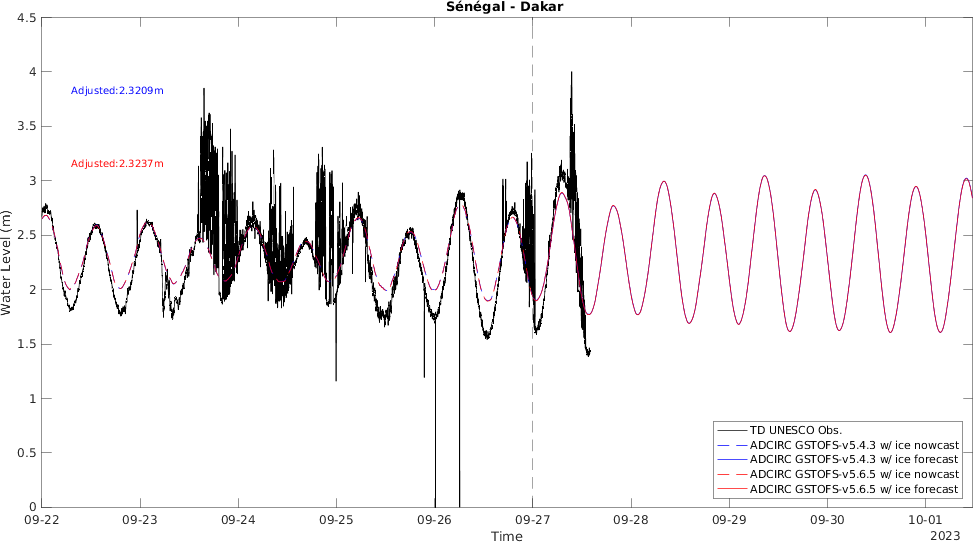 Sénégal - Dakar
4.5
4
3.5
3
2.5
2
1.5
1
0.5
0
Water Level (m)
Adjusted:2.3209m
Adjusted:2.3237m
TD UNESCO Obs.
ADCIRC GSTOFS-v5.4.3 w/ ice nowcast
ADCIRC GSTOFS-v5.4.3 w/ ice forecast
ADCIRC GSTOFS-v5.6.5 w/ ice nowcast
ADCIRC GSTOFS-v5.6.5 w/ ice forecast
09-22 09-23 09-24 09-25 09-26 09-27 09-28 09-29 09-30 10-01
Time
2023